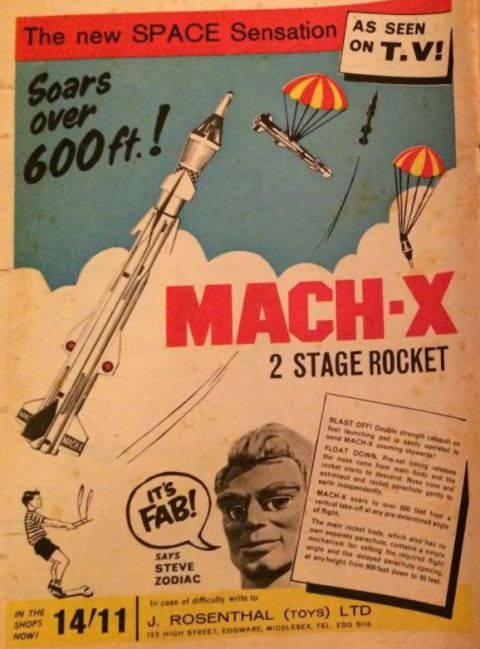 The new SPACE Sensation
AS SEEN
ON T.V!
Soars
over
600ft.!
MACH-X
2 STAGE ROCKET
MACH-X
BLAST OFF! Double strength catapult on
foot launching pad is easily operated to
send MACH-X zooming skywards!
FLOAT DOWN. Pre-set timing releases
the nose cone from main body and the
rocket starts to descend. Nose cone and
astronaut and rocket parachute gently to
earth independently.
MACH-X soars to over 600 feet from a
vertical take-off at any pre-determined angle
of flight.
The main rocket body, which also has its
own separate parachute, contains a simple
mechanism for setting the required flight
angle and the delayed parachute opening,
at any height from 600 feet down to 50 feet.
IT'S
FAB!
SAYS
STEVE
ZODIAC
IN THE
SHOPS
NOW!
14/11
In case of difficulty write to
J. ROSENTHAL (TOYS) LTD
122 HIGH STREET, EDGWARE, MIDDLESEX, TEL: EDG 5116